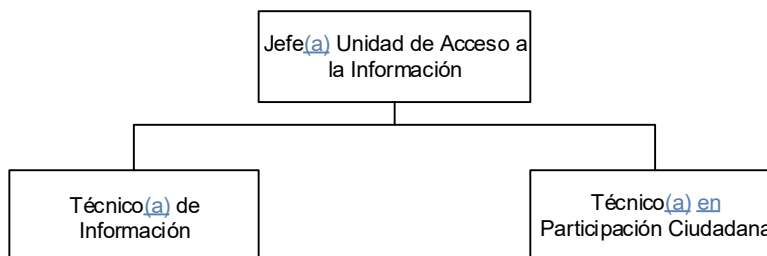 Jefe(a) Unidad de Acceso a
la Información
Técnico(a) de
Información
Técnico(a) en
Participación Ciudadana